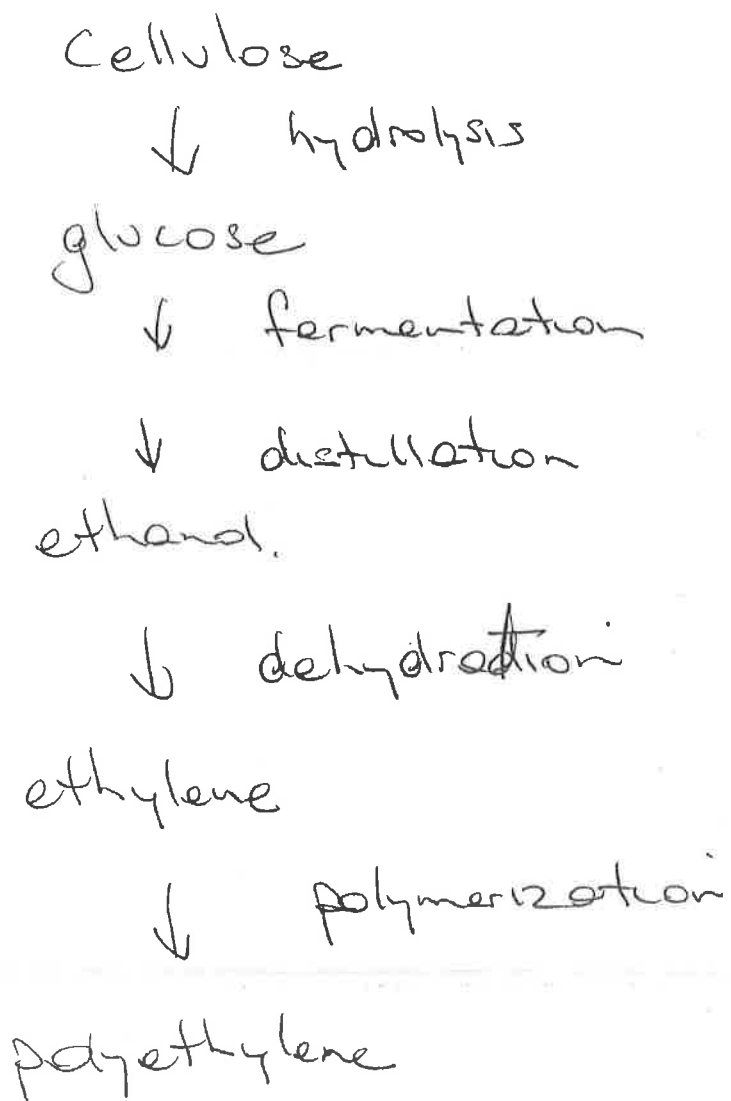 Cellulose
↓ hydrolysis
glucose
↓ fermentation
↓ distillation
ethanol.
↓ dehydration
ethylene
↓ polymerization
polyethylene